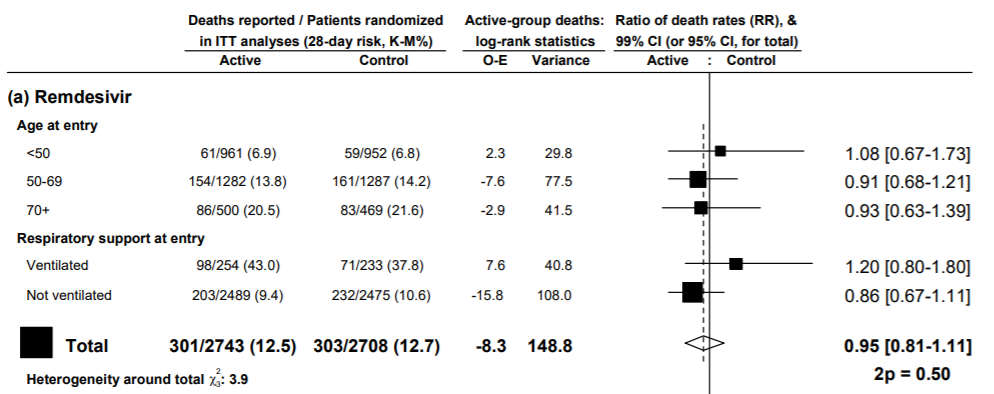 Deaths reported / Patients randomized Active-group deaths: Ratio of death rates (RR), &
in ITT analyses (28-day risk, K-M%) log-rank statistics 99% CI (or 95% CI, for total)
Active Control O-E Variance Active : Control
(a) Remdesivir
Age at entry
<50 61/961 (6.9) 59/952 (6.8) 2.3 29.8 1.08 [0.67-1.73]
50-69 154/1282 (13.8) 161/1287 (14.2) -7.6 77.5 0.91 [0.68-1.21]
70+ 86/500 (20.5) 83/469 (21.6) -2.9 41.5 0.93 [0.63-1.39]
Respiratory support at entry
Ventilated 98/254 (43.0) 71/233 (37.8) 7.6 40.8 1.20 [0.80-1.80]
Not ventilated 203/2489 (9.4) 232/2475 (10.6) -15.8 108.0 0.86 [0.67-1.11]
Total 301/2743 (12.5) 303/2708 (12.7) -8.3 148.8 0.95 [0.81-1.11]
Heterogeneity around total χ²₃: 3.9 2p = 0.50